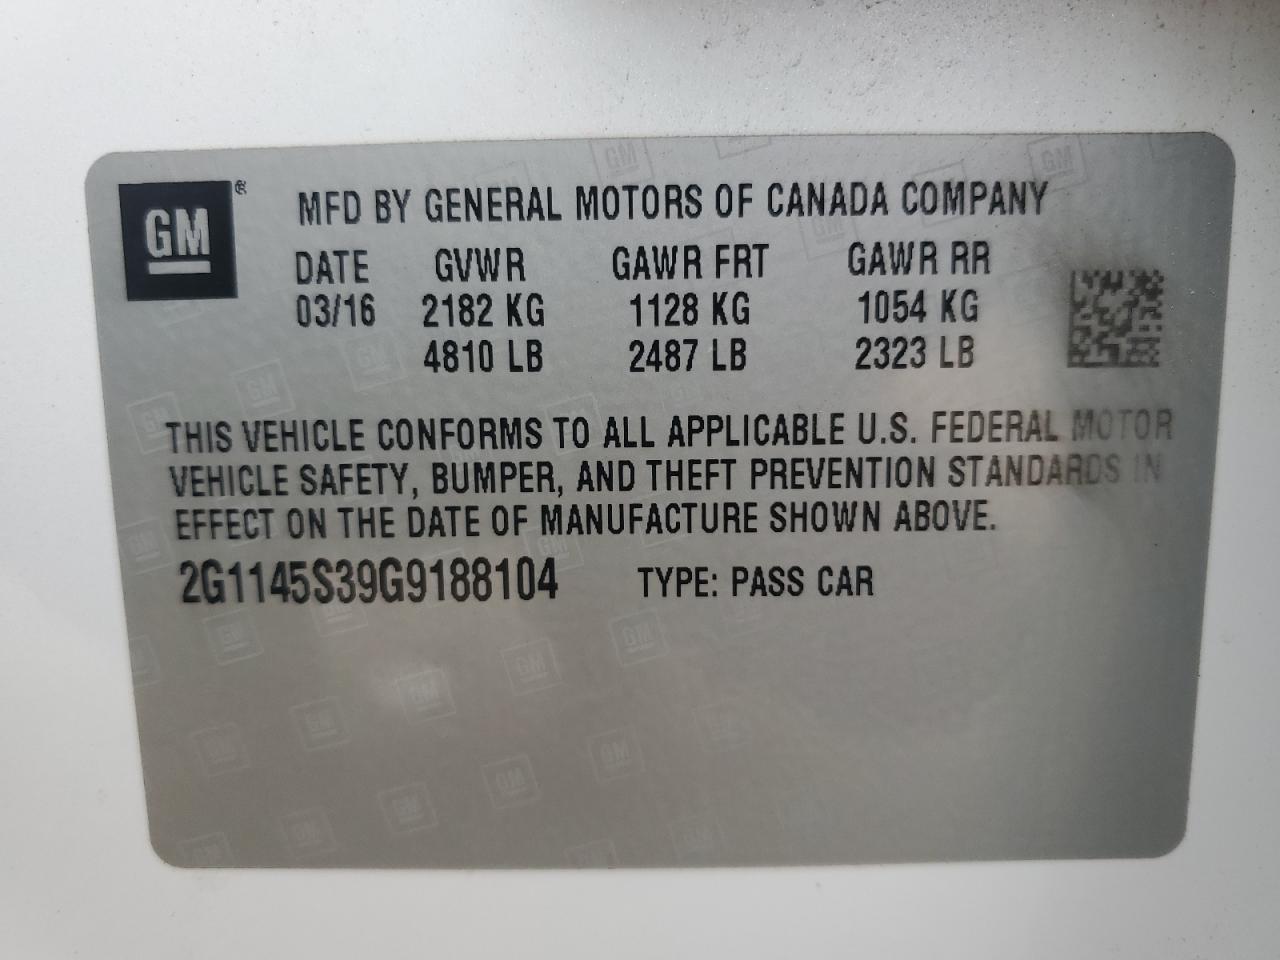 GM ®
MFD BY GENERAL MOTORS OF CANADA COMPANY
DATE GVWR GAWR FRT GAWR RR
03/16 2182 KG 1128 KG 1054 KG
4810 LB 2487 LB 2323 LB
THIS VEHICLE CONFORMS TO ALL APPLICABLE U.S. FEDERAL MOTOR
VEHICLE SAFETY, BUMPER, AND THEFT PREVENTION STANDARDS IN
EFFECT ON THE DATE OF MANUFACTURE SHOWN ABOVE.
2G1145S39G9188104 TYPE: PASS CAR